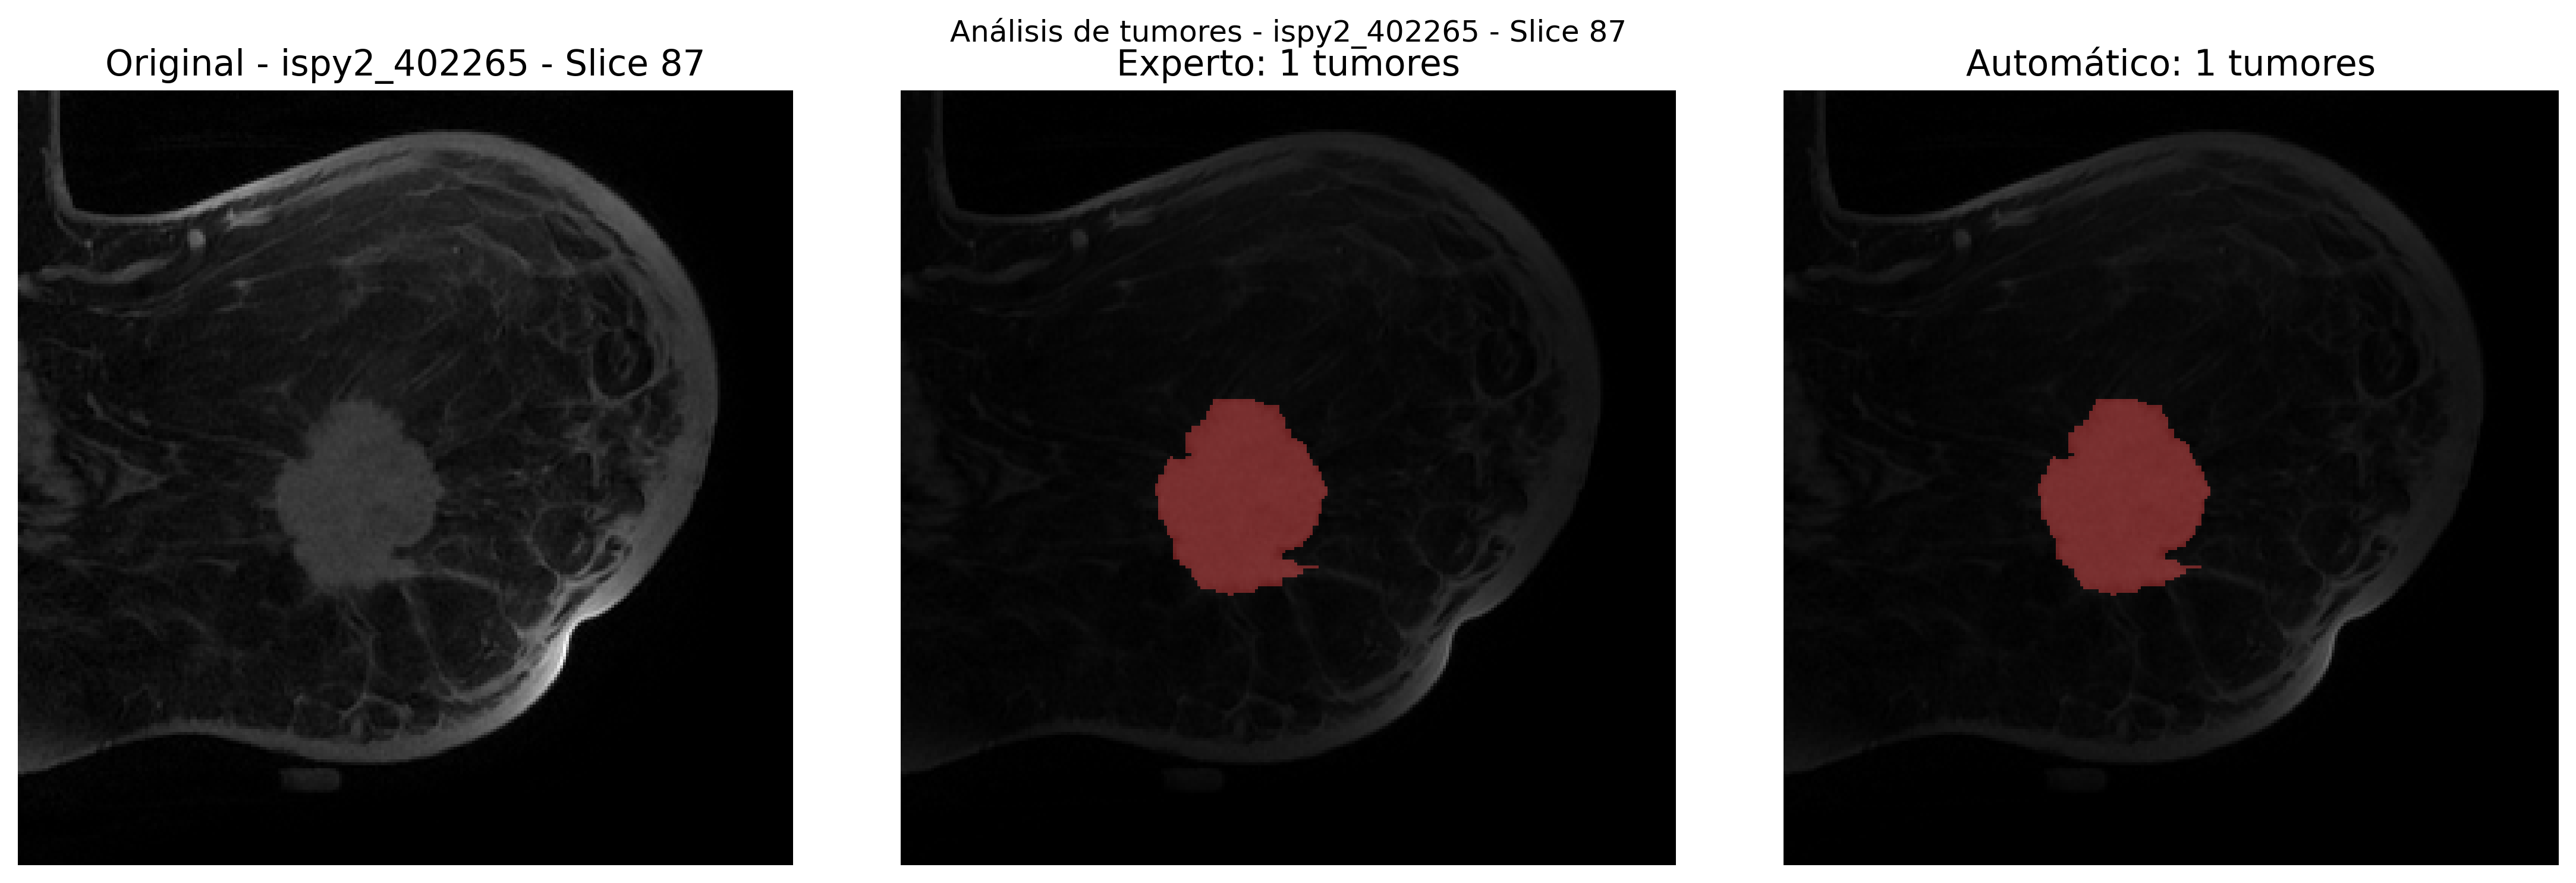 Análisis de tumores - ispy2_402265 - Slice 87
Original - ispy2_402265 - Slice 87
Experto: 1 tumores
Automático: 1 tumores